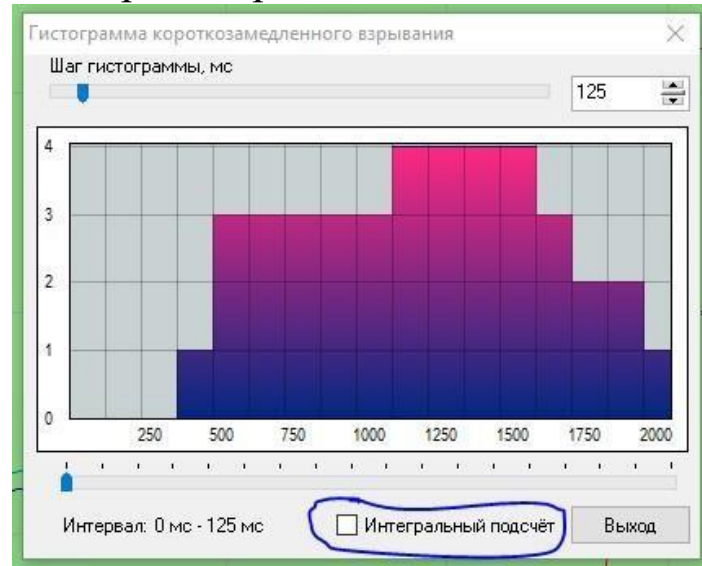 Гистограмма короткозамедленного взрывания
Шаг гистограммы, мс
125
4
3
2
1
0
250 500 750 1000 1250 1500 1750 2000
Интервал: 0 мс - 125 мс
Интегральный подсчёт
Выход